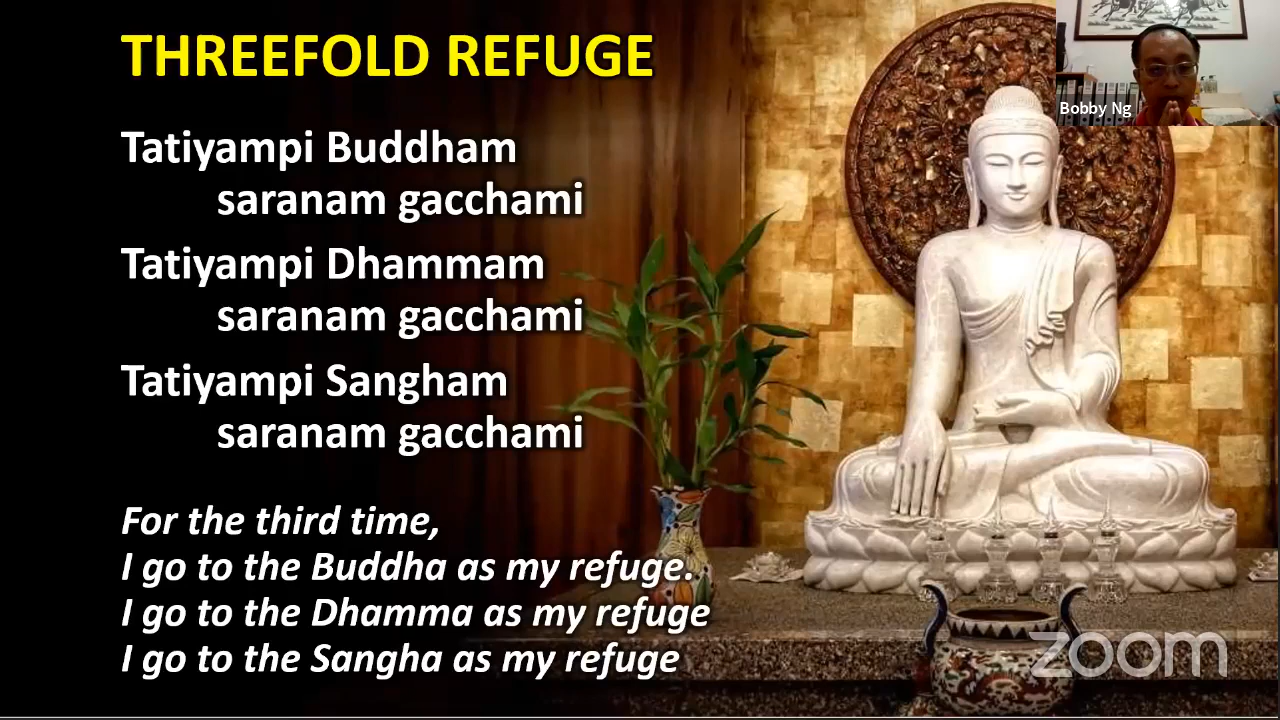 THREEFOLD REFUGE
Bobby Ng
Tatiyampi Buddham
saranam gacchami
Tatiyampi Dhammam
saranam gacchami
Tatiyampi Sangham
saranam gacchami
For the third time,
I go to the Buddha as my refuge.
I go to the Dhamma as my refuge
I go to the Sangha as my refuge
zoom